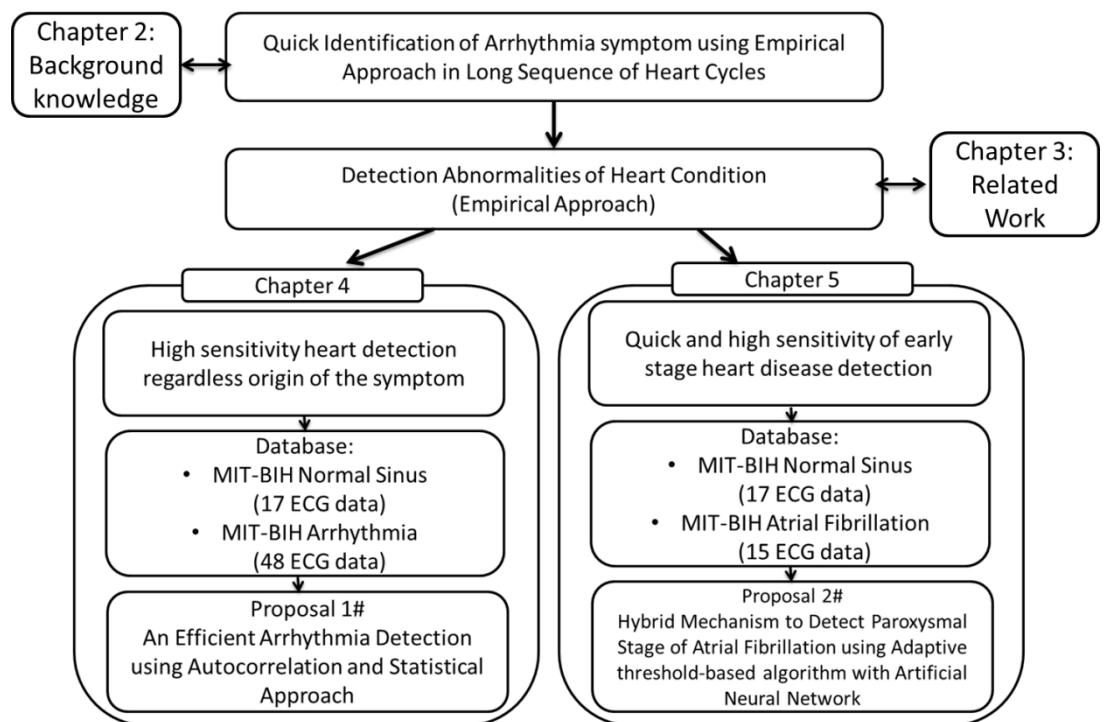 Chapter 2:
Background
knowledge
Quick Identification of Arrhythmia symptom using Empirical
Approach in Long Sequence of Heart Cycles
Detection Abnormalities of Heart Condition
(Empirical Approach)
Chapter 3:
Related
Work
Chapter 4
High sensitivity heart detection
regardless origin of the symptom
Database:
• MIT-BIH Normal Sinus
(17 ECG data)
• MIT-BIH Arrhythmia
(48 ECG data)
Proposal 1#
An Efficient Arrhythmia Detection
using Autocorrelation and Statistical
Approach
Chapter 5
Quick and high sensitivity of early
stage heart disease detection
Database:
• MIT-BIH Normal Sinus
(17 ECG data)
• MIT-BIH Atrial Fibrillation
(15 ECG data)
Proposal 2#
Hybrid Mechanism to Detect Paroxysmal
Stage of Atrial Fibrillation using Adaptive
threshold-based algorithm with Artificial
Neural Network